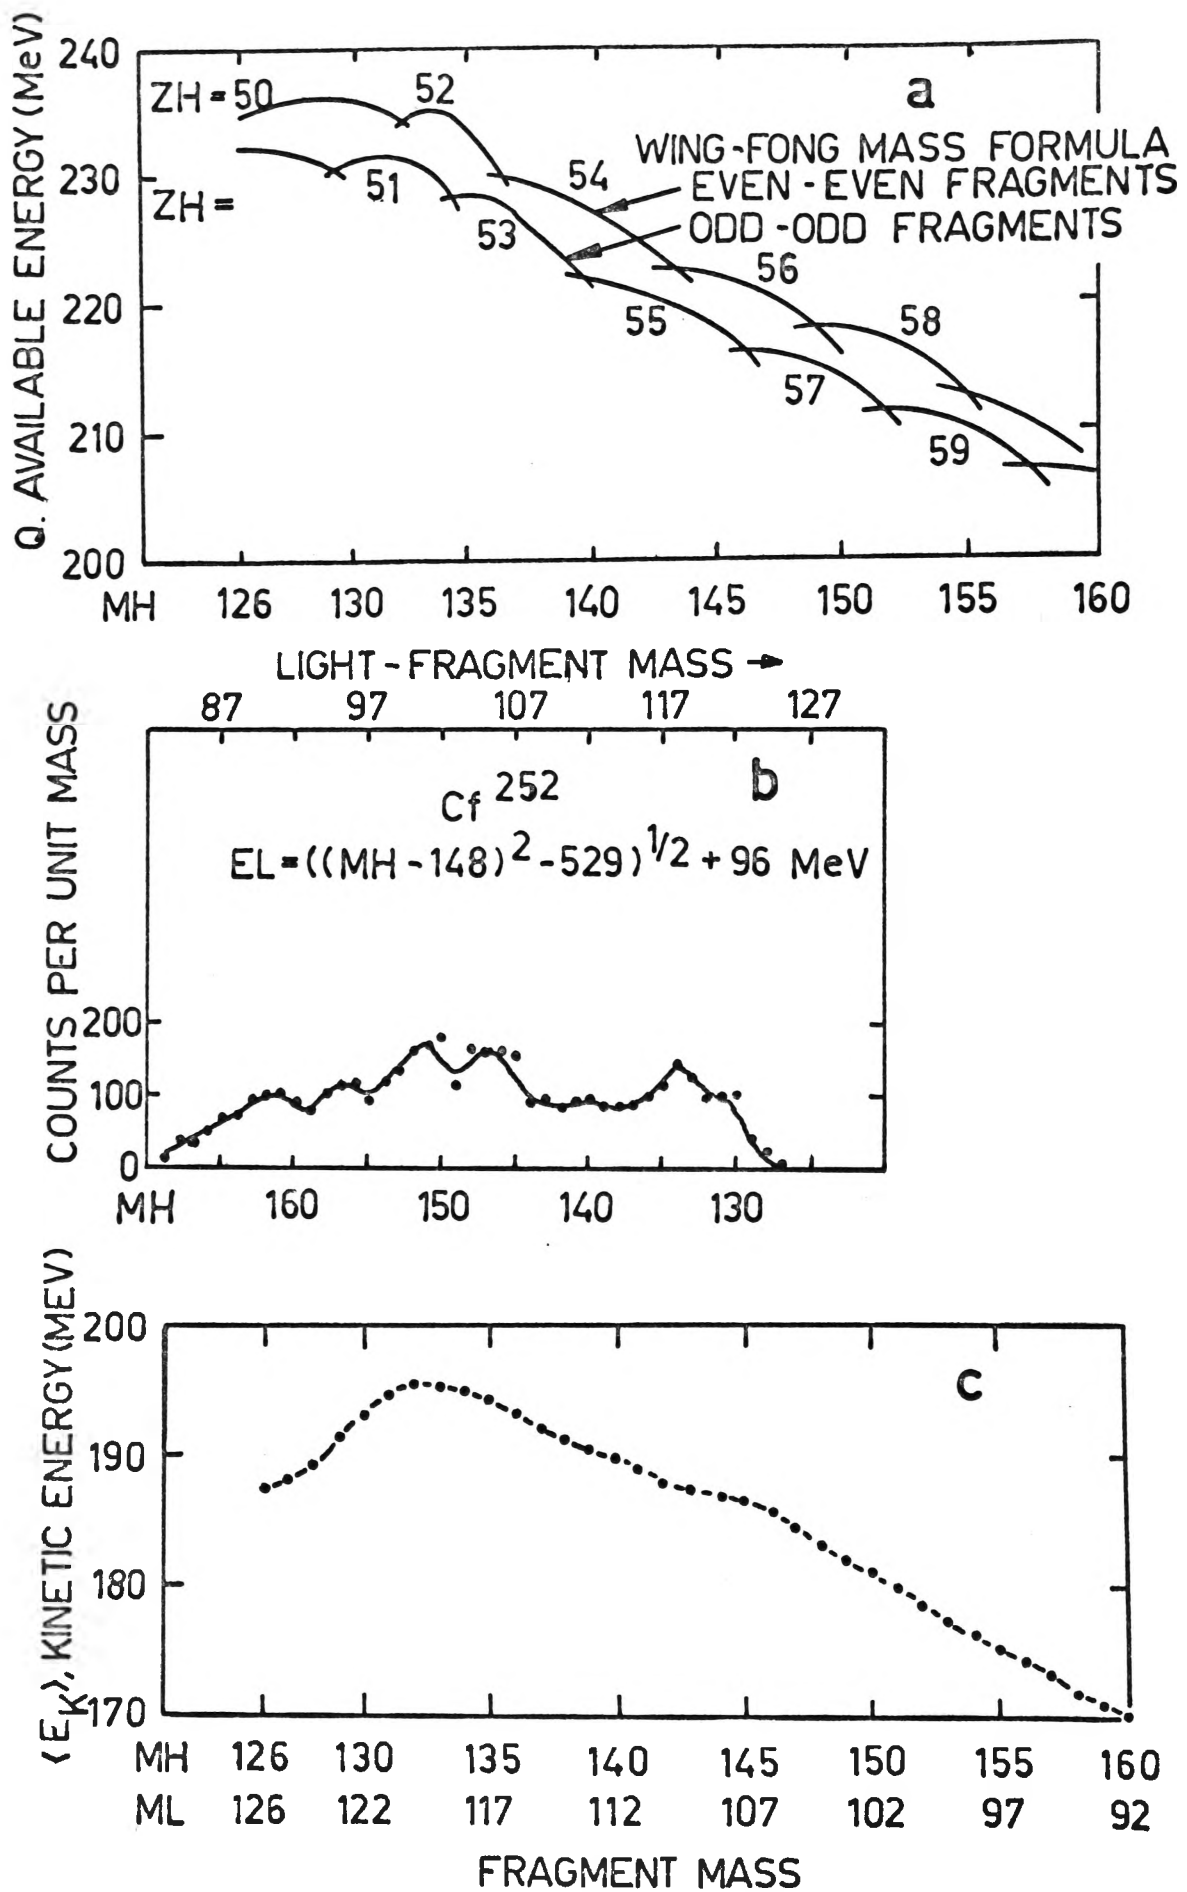 Q. AVAILABLE ENERGY (MeV)
240
230
220
210
200
a
ZH = 50
52
WING-FONG MASS FORMULA
54
EVEN-EVEN FRAGMENTS
51
ZH =
ODD-ODD FRAGMENTS
53
56
55
58
57
59
MH 126 130 135 140 145 150 155 160
LIGHT-FRAGMENT MASS →
87 97 107 117 127
COUNTS PER UNIT MASS
b
Cf 252
EL=((MH-148)2-529)1/2+96 MeV
200
100
0
MH 160 150 140 130
<EK>, KINETIC ENERGY (MEV)
200
190
180
170
c
MH 126 130 135 140 145 150 155 160
ML 126 122 117 112 107 102 97 92
FRAGMENT MASS